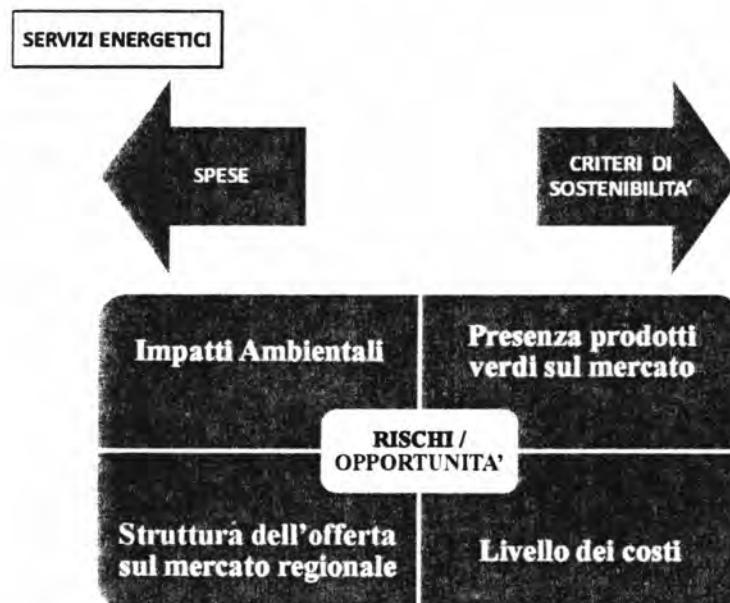 SERVIZI ENERGETICI
SPESE
CRITERI DI
SOSTENIBILITA'
Impatti Ambientali
Presenza prodotti
verdi sul mercato
RISCHI /
OPPORTUNITA'
Struttura dell'offerta
sul mercato regionale
Livello dei costi